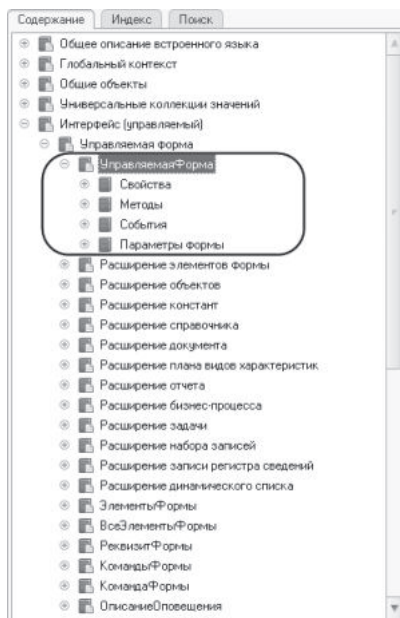 Содержание Индекс Поиск
Общее описание встроенного языка
Глобальный контекст
Общие объекты
Универсальные коллекции значений
Интерфейс (управляемый)
Управляемая форма
УправляемаяФорма
Свойства
Методы
События
Параметры формы
Расширение элементов формы
Расширение объектов
Расширение констант
Расширение справочника
Расширение документа
Расширение плана видов характеристик
Расширение отчета
Расширение бизнес-процесса
Расширение задачи
Расширение набора записей
Расширение записи регистра сведений
Расширение динамического списка
ЭлементыФормы
ВсеЭлементыФормы
РеквизитФормы
КомандыФормы
КомандаФормы
ОписаниеОповещения